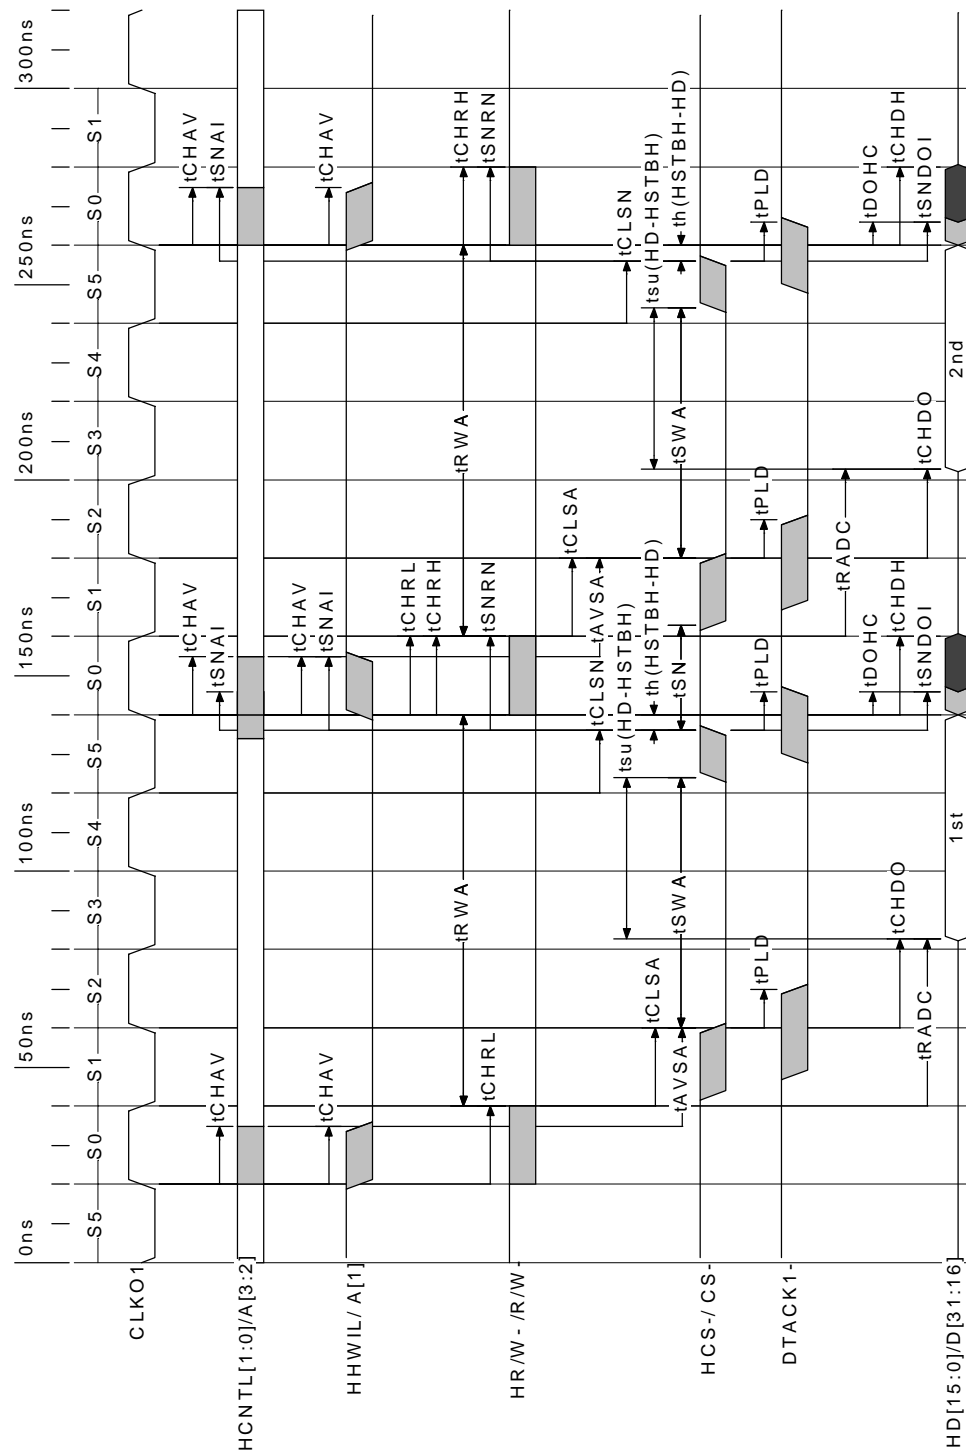 0ns 50ns 100ns 150ns 200ns 250ns 300ns
S5 S0 S1 S2 S3 S4 S5 S0 S1 S2 S3 S4 S5 S0 S1
CLKO1
tCHAV tCHAV tCHAV
tCHAV tSNAI tSNAI
HCNTL[1:0]/A[3:2]
tCHAV tCHAV tCHAV
tSNAI
HHWIL/A[1]
tCHRL
tCHRH
tRWA tRWA tCHRH
tCHRL tSNRN tSNRN
HR/W-/R/W-
tCLSA
tCLSN tAVSA
tsu(HD-HSTBH) tCLSN
tCLSA th(HSTBH-HD) tsu(HD-HSTBH)
tAVSA tSWA tSN tSWA th(HSTBH-HD)
HCS-/CS-
tPLD tPLD tPLD tPLD
DTACK1-
tRADC
tDOHC tDOHC
tCHDO tCHDH tCHDH
tRADC tSNDOI tCHDO tSNDOI
HD[15:0]/D[31:16]
1st 2nd